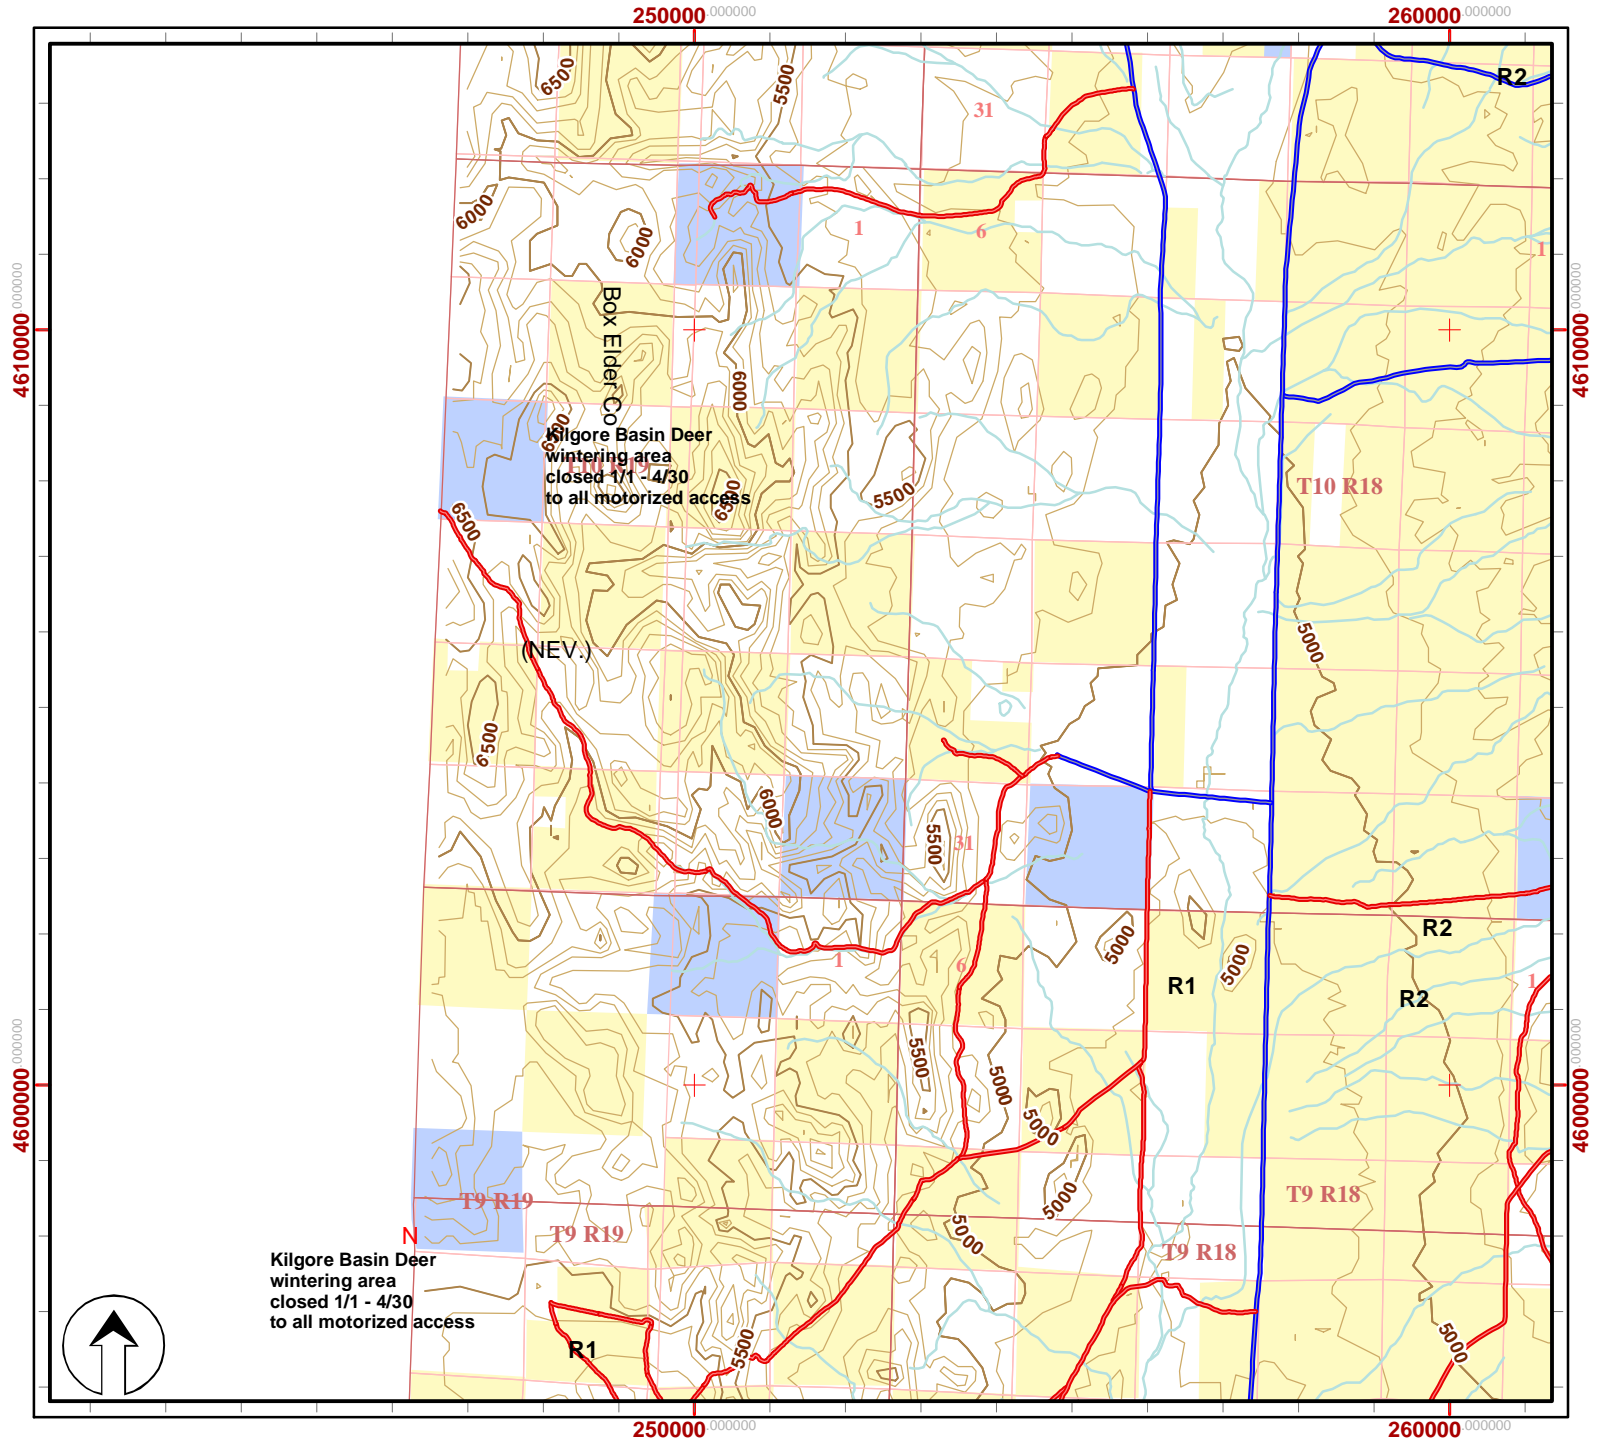 250000.000000
260000.000000
R2
6500
5500
31
6000
6000
1
6
1
4610000.000000
4610000.000000
Box Elder Co
6000
6500
Kilgore Basin Deer
wintering area
closed 1/1 - 4/30
to all motorized access
T10 R19
6500
5500
T10 R18
6500
(NEV.)
5000
6500
6000
5500
31
R2
5000
5000
1
6
R1
R2
1
5500
5000
5000
4600000.000000
4600000.000000
5000
T9 R19
T9 R19
T9 R18
T9 R18
5000
N
Kilgore Basin Deer
wintering area
closed 1/1 - 4/30
to all motorized access
R1
5500
5000
250000.000000
260000.000000